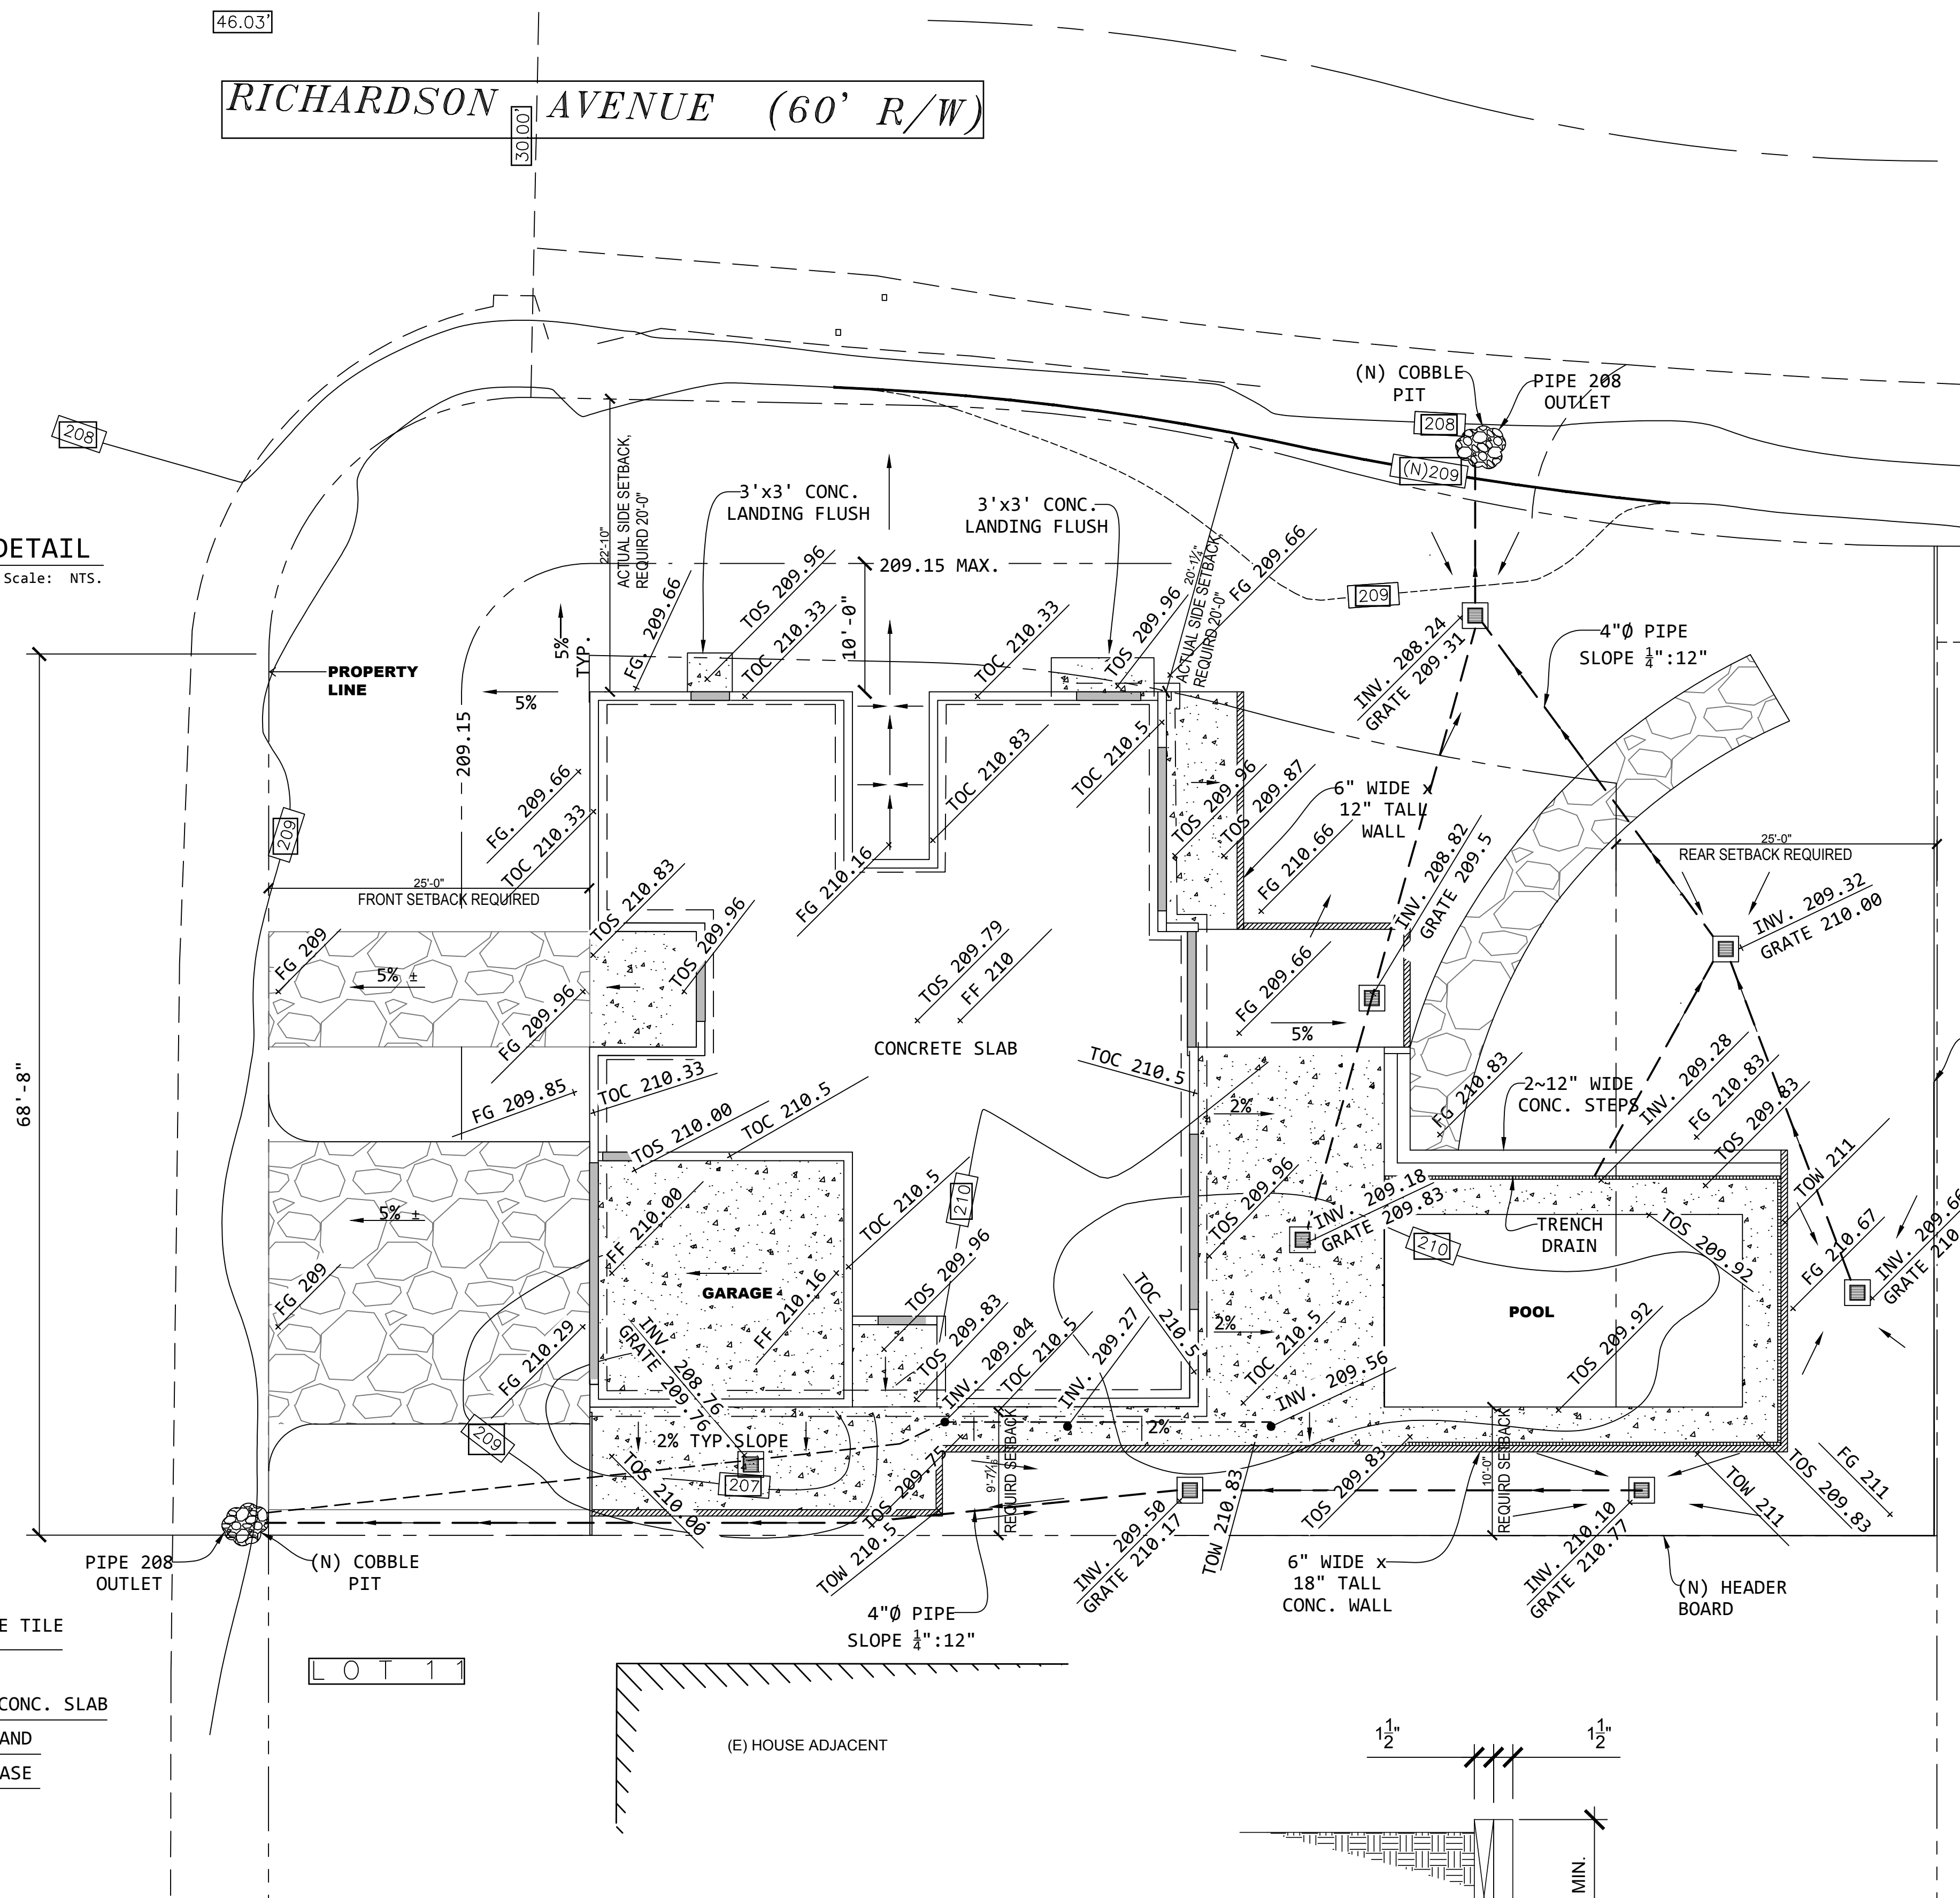 46.03'
RICHARDSON AVENUE (60' R/W)
30.00'
208
(N) COBBLE
PIT
PIPE 208
OUTLET
208
(N)209
ACTUAL SIDE SETBACK,
REQUIRD 20'-0"
22'-10"
3'x3' CONC.
LANDING FLUSH
3'x3' CONC.
LANDING FLUSH
DETAIL
Scale: NTS.
209.15 MAX.
20'-1¼"
ACTUAL SIDE SETBACK,
REQUIRD 20'-0"
FG 209.66
209
5%
TYP.
FG. 209.66
TOS 209.96
TOC 210.33
10'-0"
TOC 210.33
TOS 209.96
INV. 208.24
GRATE 209.31
4"Ø PIPE
SLOPE ¼":12"
PROPERTY
LINE
5%
209.15
FG. 209.66
TOC 210.33
TOC 210.83
TOC 210.5
TOS 209.96
TOS 209.87
6" WIDE x
12" TALL
WALL
FG 210.66
INV. 208.82
GRATE 209.5
209
25'-0"
FRONT SETBACK REQUIRED
25'-0"
REAR SETBACK REQUIRED
TOS 210.83
TOS 209.96
FG 210.16
INV. 209.32
GRATE 210.00
FG 209
5% ±
FG 209.96
TOS 209.79
FF 210
FG 209.66
5%
CONCRETE SLAB
68'-8"
FG 209.85
TOC 210.33
TOC 210.5
TOS 210.00
TOC 210.5
2%
FG 210.83
2~12" WIDE
CONC. STEPS
INV. 209.28
FG 210.83
TOS 209.83
TOW 211
5% ±
FF 210.00
TOC 210.5
210
TOS 209.96
INV. 209.18
GRATE 209.83
210
TRENCH
DRAIN
TOS 209.92
FG 210.67
INV. 209.66
GRATE 210
FG 209
GARAGE
FF 210.16
TOS 209.96
TOC 210.5
POOL
FG 210.29
INV. 208.76
GRATE 209.76
TOS 209.83
INV. 209.04
TOC 210.5
INV. 209.27
2%
TOC 210.5
INV. 209.56
TOS 209.92
209
2% TYP.SLOPE
2%
207
TOS 210.00
TOS 209.75
TOW 210.5
9'-7 7/16"
REQUIRD SETBACK
TOW 210.83
TOS 209.83
10'-0"
REQUIRD SETBACK
TOW 211
TOS 209.83
FG 211
INV. 209.50
GRATE 210.17
INV. 210.10
GRATE 210.77
PIPE 208
OUTLET
(N) COBBLE
PIT
6" WIDE x
18" TALL
CONC. WALL
(N) HEADER
BOARD
4"Ø PIPE
SLOPE ¼":12"
E TILE
LOT 11
CONC. SLAB
AND
ASE
(E) HOUSE ADJACENT
1½"
1½"
MIN.